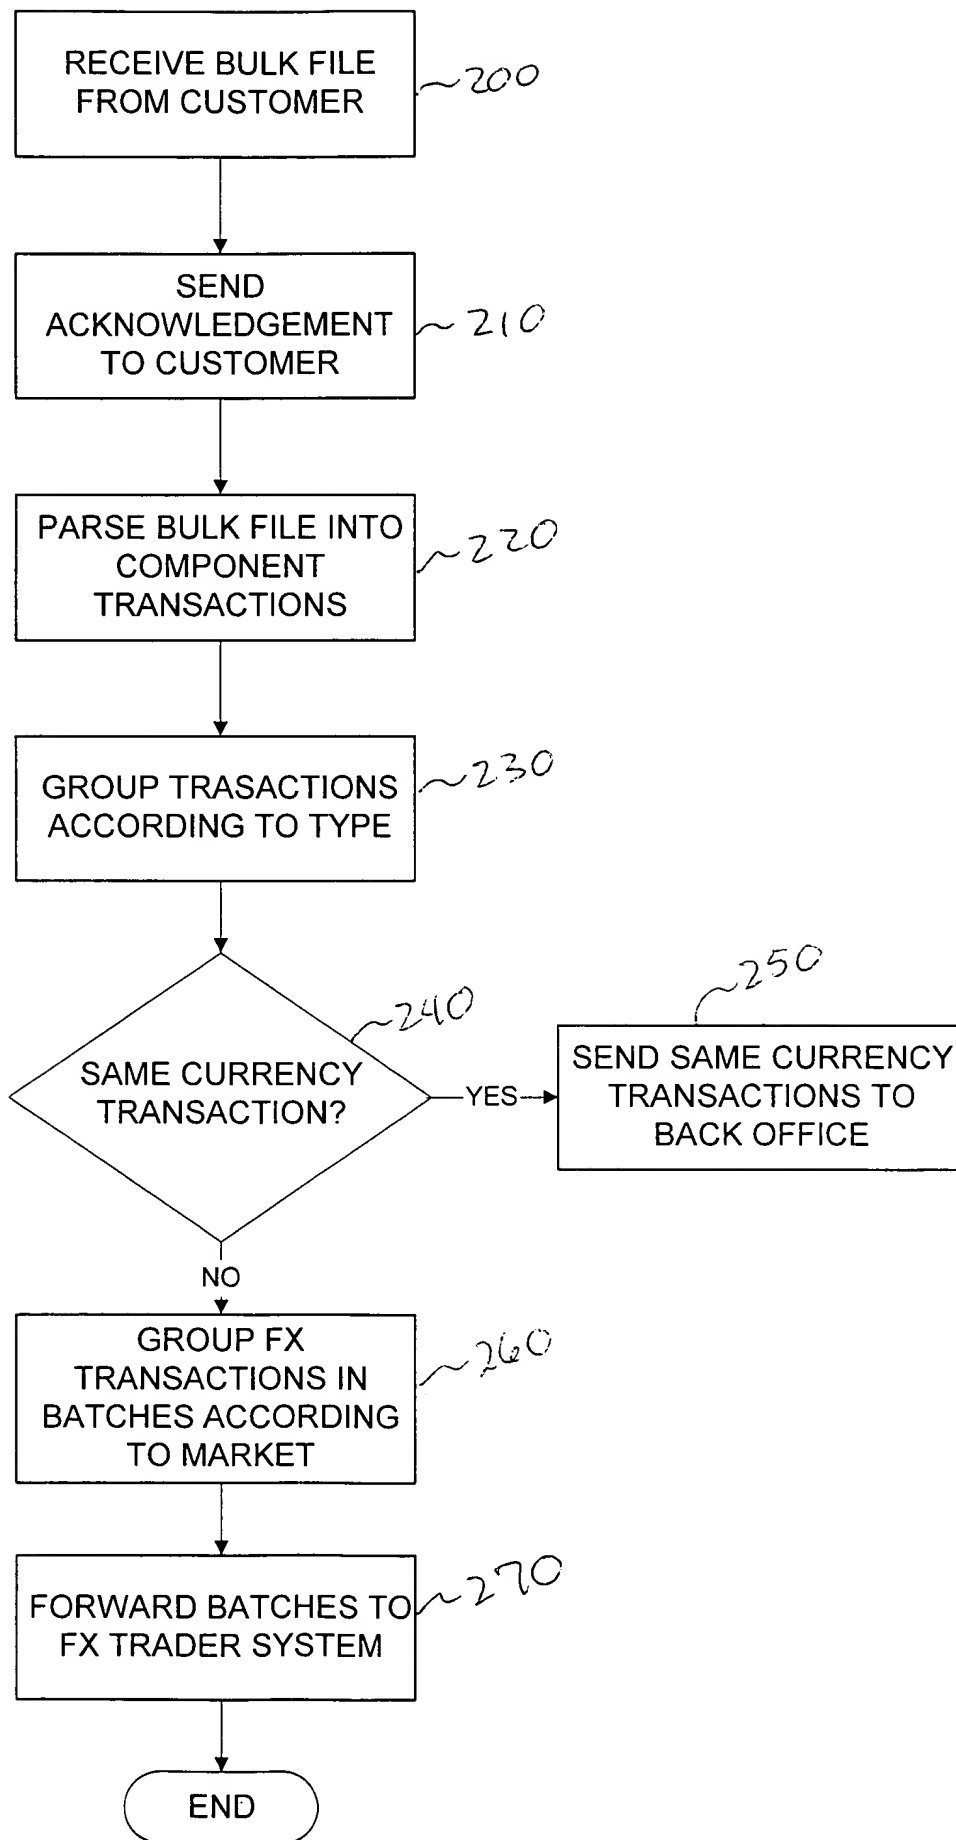 RECEIVE BULK FILE
FROM CUSTOMER
200
SEND
ACKNOWLEDGEMENT
TO CUSTOMER
210
PARSE BULK FILE INTO
COMPONENT
TRANSACTIONS
220
GROUP TRASACTIONS
ACCORDING TO TYPE
230
SAME CURRENCY
TRANSACTION?
240
YES
SEND SAME CURRENCY
TRANSACTIONS TO
BACK OFFICE
250
NO
GROUP FX
TRANSACTIONS IN
BATCHES ACCORDING
TO MARKET
260
FORWARD BATCHES TO
FX TRADER SYSTEM
270
END